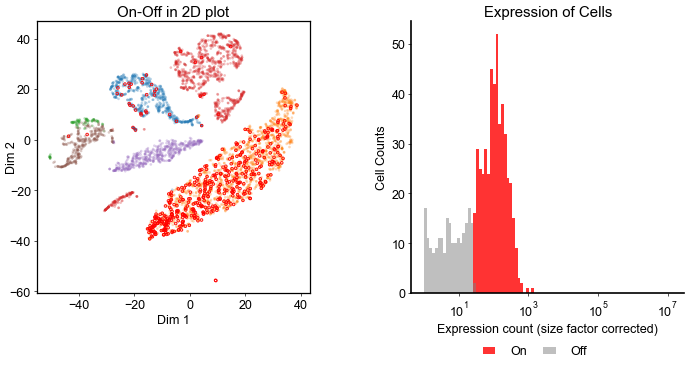 On-Off in 2D plot
40
20
0
−20
−40
−60
Dim 2
−40
−20
0
20
40
Dim 1
Expression of Cells
50
40
30
20
10
0
Cell Counts
10^1
10^3
10^5
10^7
Expression count (size factor corrected)
On
Off